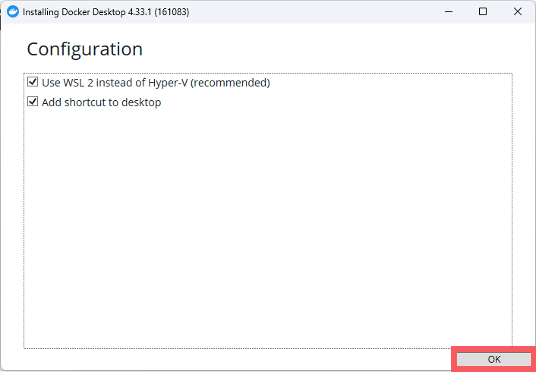 Installing Docker Desktop 4.33.1 (161083)
Configuration
Use WSL 2 instead of Hyper-V (recommended)
Add shortcut to desktop
OK